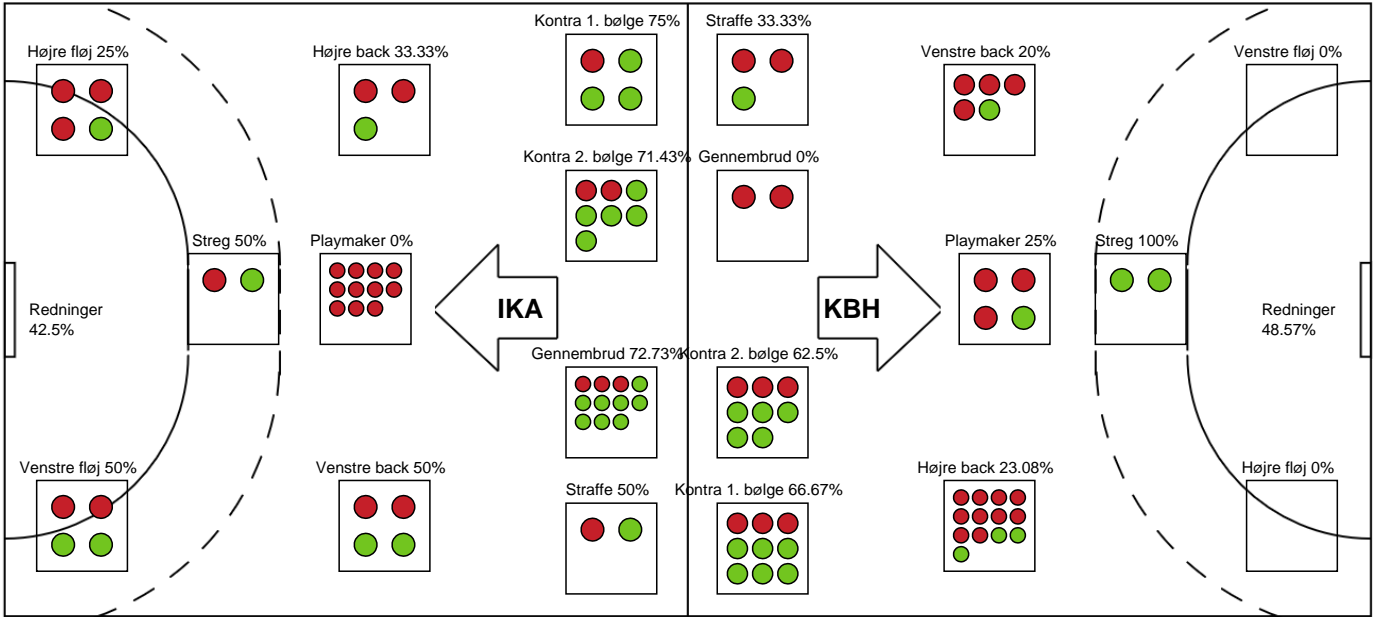 Kontra 1. bølge 75%
Straffe 33.33%
Højre fløj 25%
Højre back 33.33%
Venstre back 20%
Venstre fløj 0%
Kontra 2. bølge 71.43%
Gennembrud 0%
Streg 50%
Playmaker 0%
Playmaker 25%
Streg 100%
Redninger
42.5%
IKA
KBH
Redninger
48.57%
Gennembrud 72.73%
Kontra 2. bølge 62.5%
Venstre fløj 50%
Venstre back 50%
Højre back 23.08%
Højre fløj 0%
Straffe 50%
Kontra 1. bølge 66.67%